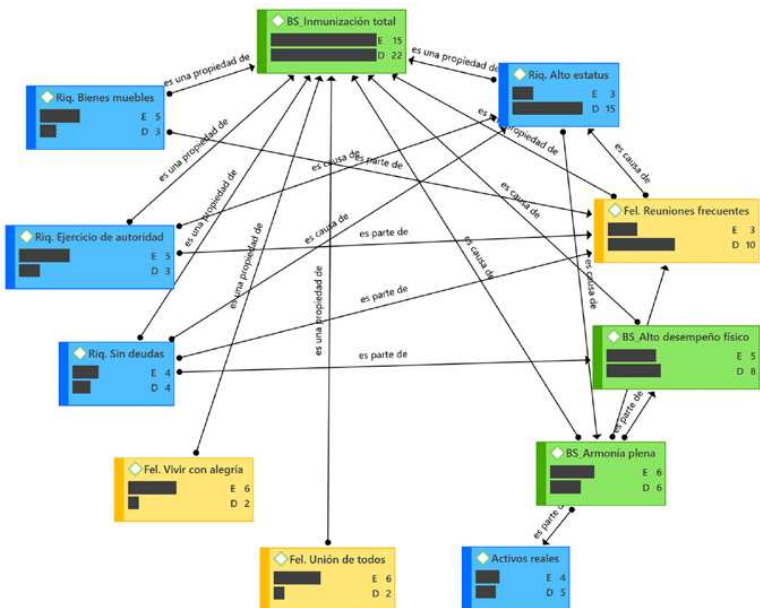 BS_Inmunización total
E 15
D 22
es una propiedad de
es una propiedad de
Riq. Alto estatus
E 3
D 15
Riq. Bienes muebles
E 5
D 3
es una propiedad de
es causa de
es una propiedad de
es parte de
es causa de
es causa de
Fel. Reuniones frecuentes
E 3
D 10
Riq. Ejercicio de autoridad
E 5
D 3
es una propiedad de
es causa de
es parte de
es una propiedad de
es una propiedad de
es causa de
es causa de
es parte de
BS_Alto desempeño físico
E 5
D 8
Riq. Sin deudas
E 4
D 4
es parte de
es parte de
BS_Armonía plena
E 6
D 6
Fel. Vivir con alegría
E 6
D 2
es parte de
Fel. Unión de todos
E 6
D 2
Activos reales
E 4
D 3